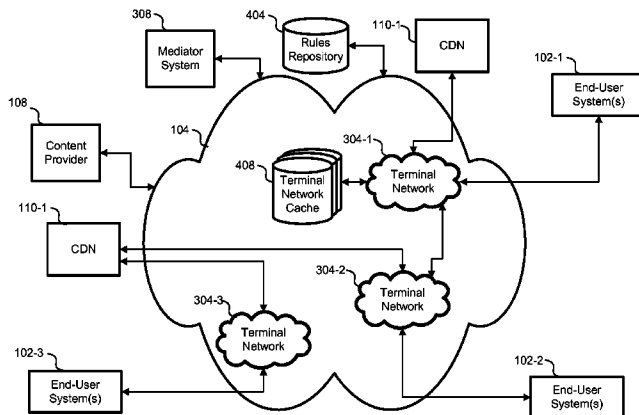 308
Mediator
System
404
Rules
Repository
110-1
CDN
102-1
End-User
System(s)
108
Content
Provider
104
304-1
Terminal
Network
408
Terminal
Network
Cache
110-1
CDN
304-2
Terminal
Network
304-3
Terminal
Network
102-3
End-User
System(s)
102-2
End-User
System(s)